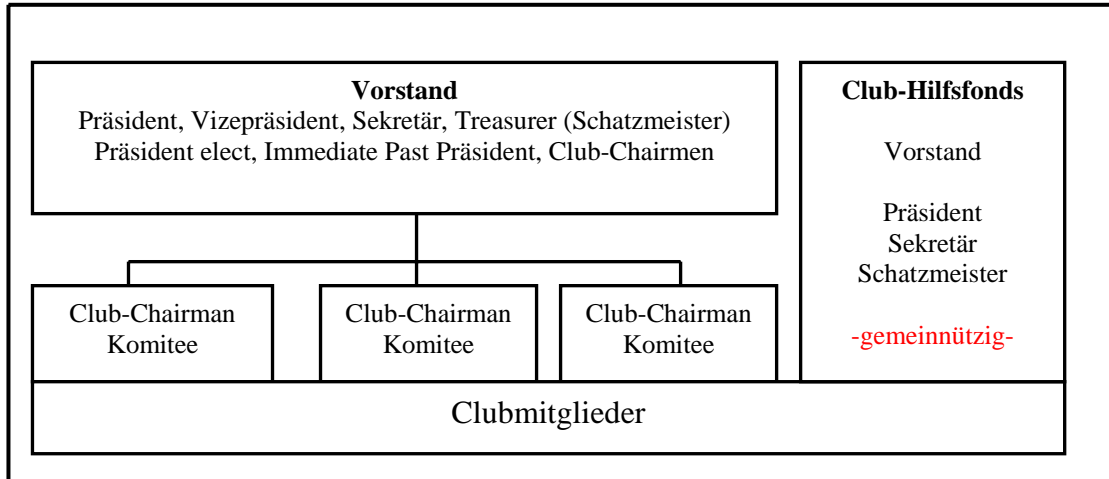 Vorstand
Präsident, Vizepräsident, Sekretär, Treasurer (Schatzmeister)
Präsident elect, Immediate Past Präsident, Club-Chairmen
Club-Chairman
Komitee
Club-Chairman
Komitee
Club-Chairman
Komitee
Club-Hilfsfonds
Vorstand
Präsident
Sekretär
Schatzmeister
-gemeinnützig-
Clubmitglieder